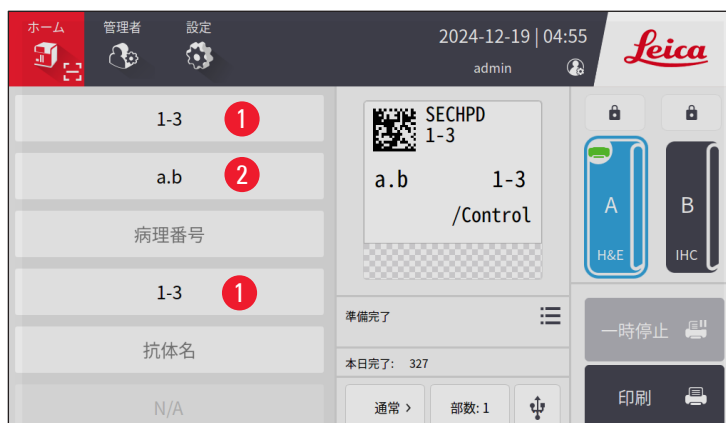 ホーム 管理者 設定
2024-12-19 | 04:55
admin
Leica
1-3 1
a.b 2
病理番号
1-3 1
抗体名
N/A
SECHPD
1-3
a.b 1-3
/Control
準備完了
本日完了: 327
通常 > 部数: 1
A
H&E
B
IHC
一時停止
印刷